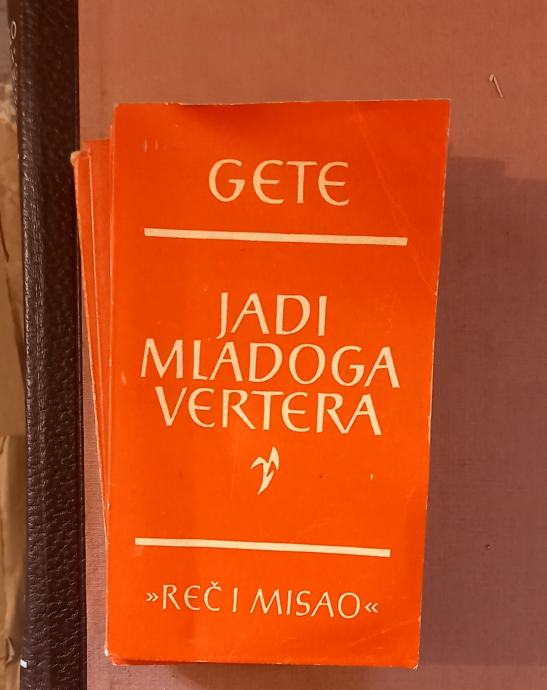 GETE
JADI
MLADOGA
VERTERA
»REČ I MISAO«